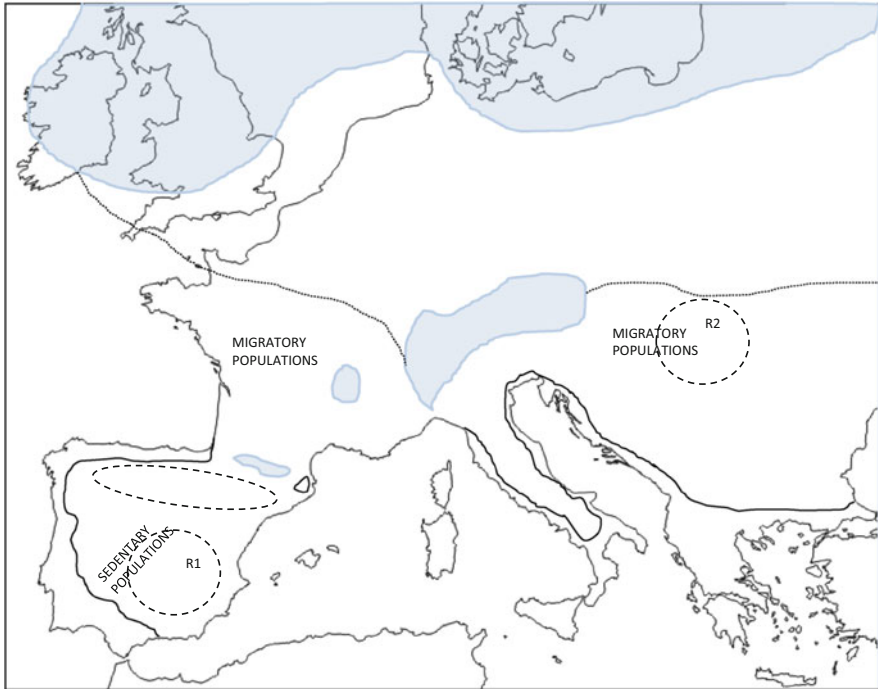 MIGRATORY
POPULATIONS
R2
MIGRATORY
POPULATIONS
SEDENTARY
POPULATIONS
R1